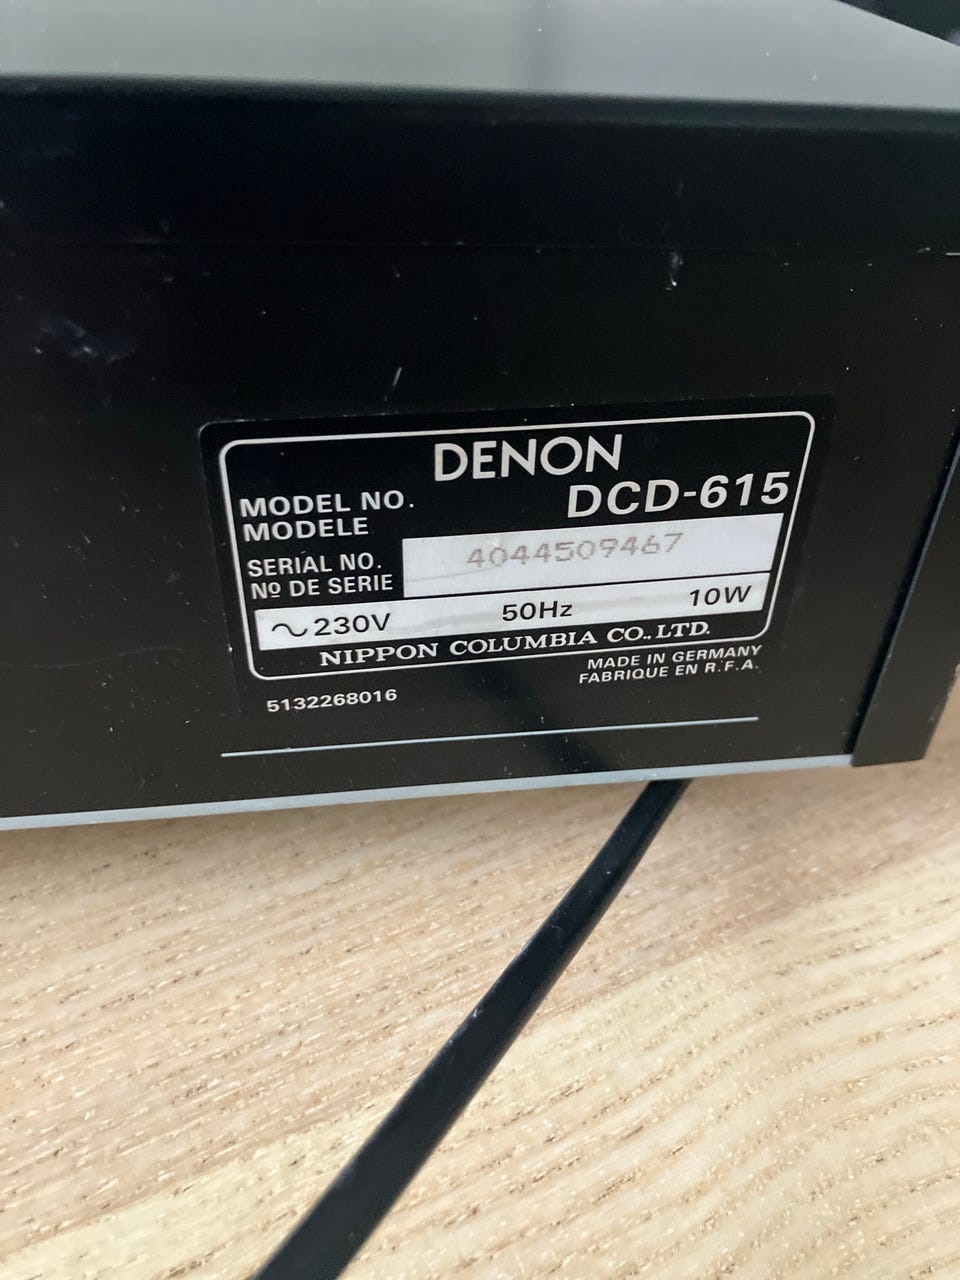 DENON
MODEL NO. DCD-615
MODELE
SERIAL NO. 4044509467
Nº DE SERIE
～230V 50Hz 10W
NIPPON COLUMBIA CO., LTD.
MADE IN GERMANY
FABRIQUE EN R.F.A.
5132268016